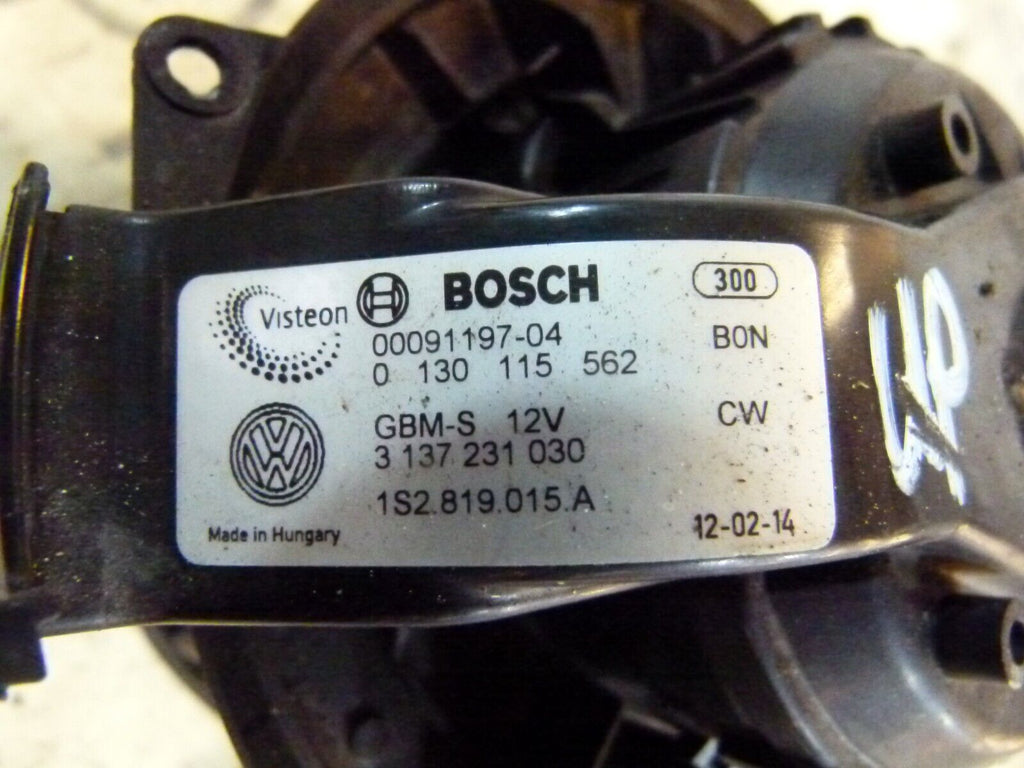 Visteon BOSCH 300
00091197-04 B0N
0 130 115 562
GBM-S 12V CW
3 137 231 030
1S2.819.015.A
Made in Hungary 12-02-14